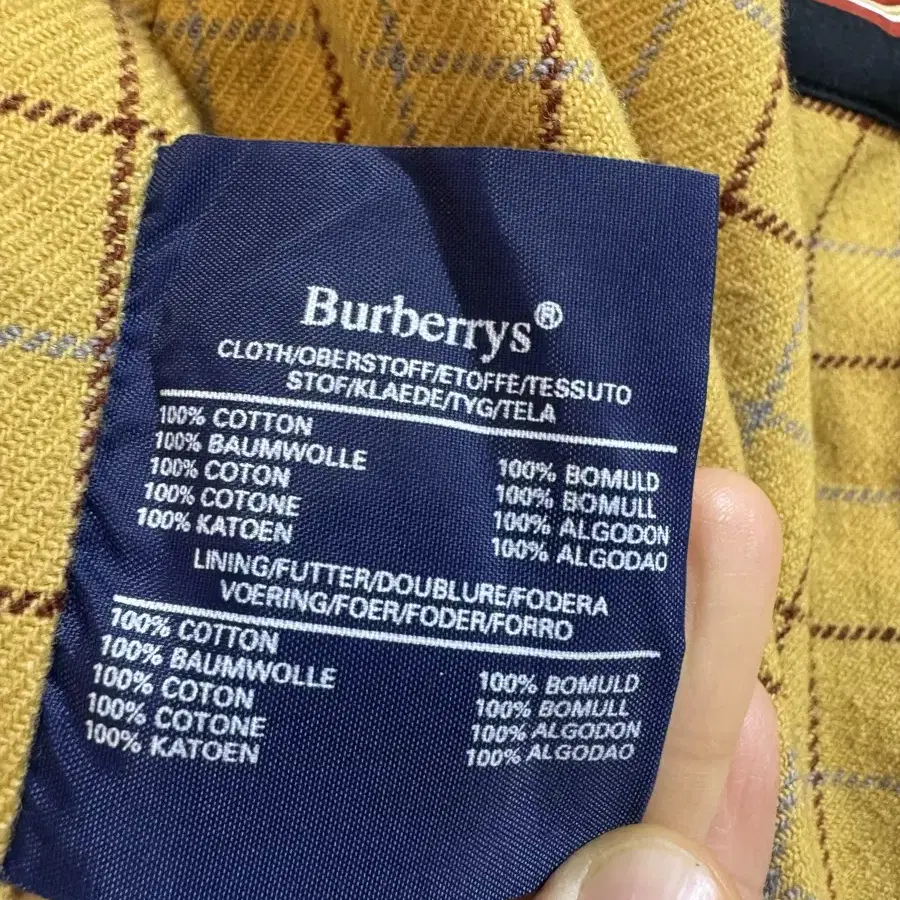 Burberrys®
CLOTH/OBERSTOFF/ETOFFE/TESSUTO
STOF/KLAEDE/TYG/TELA
100% COTTON
100% BAUMWOLLE
100% COTON
100% COTONE
100% KATOEN
100% BOMULD
100% BOMULL
100% ALGODON
100% ALGODAO
LINING/FUTTER/DOUBLURE/FODERA
VOERING/FOER/FODER/FORRO
100% COTTON
100% BAUMWOLLE
100% COTON
100% COTONE
100% KATOEN
100% BOMULD
100% BOMULL
100% ALGODON
100% ALGODAO